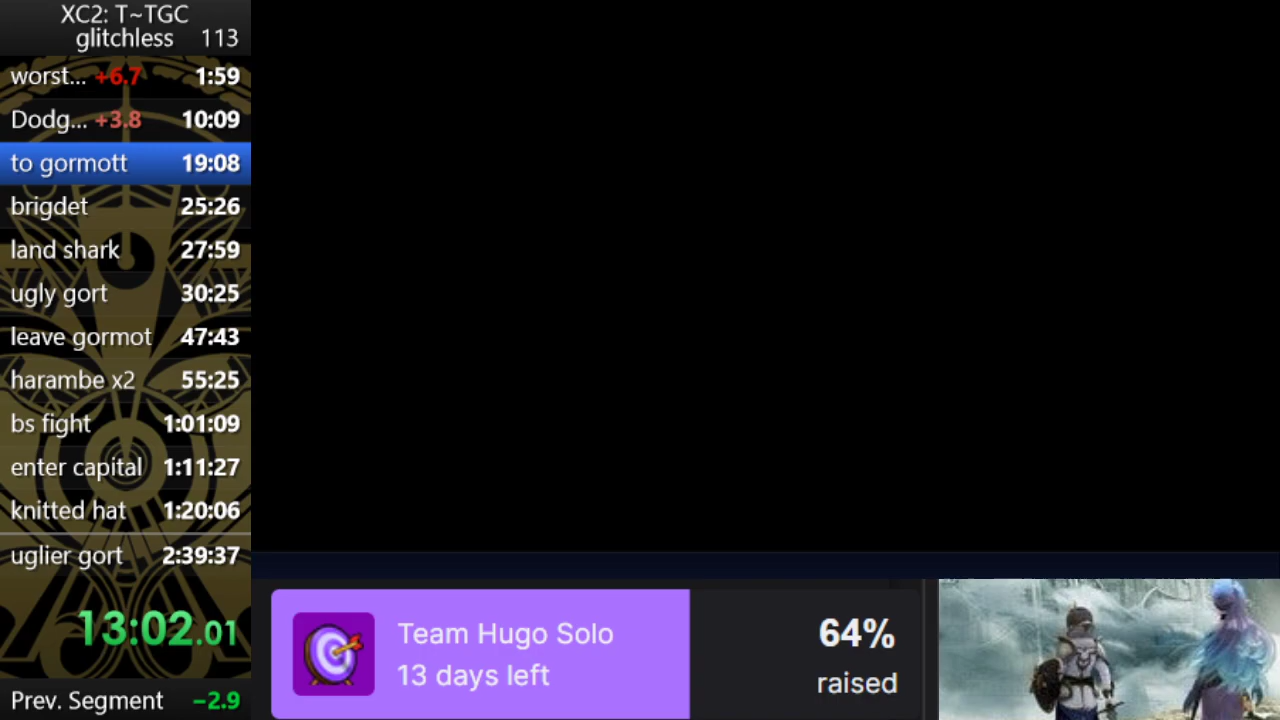 XC2: T~TGC
glitchless 113
worst... +6.7 1:59
Dodg... +3.8 10:09
to gormott 19:08
brigdet 25:26
land shark 27:59
ugly gort 30:25
leave gormot 47:43
harambe x2 55:25
bs fight 1:01:09
enter capital 1:11:27
knitted hat 1:20:06
uglier gort 2:39:37
13:02.01
Prev. Segment −2.9
Team Hugo Solo
13 days left
64%
raised